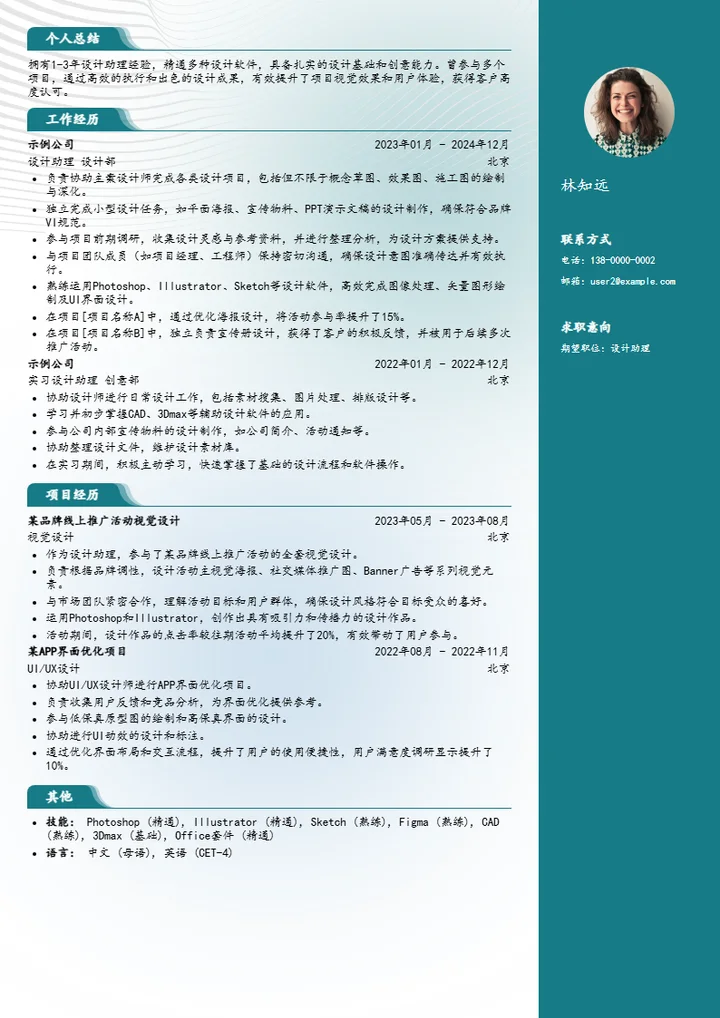 个人总结
拥有1-3年设计助理经验，精通多种设计软件，具备扎实的设计基础和创意能力。曾参与多个
项目，通过高效的执行和出色的设计成果，有效提升了项目视觉效果和用户体验，获得客户高
度认可。
工作经历
示例公司 2023年01月 - 2024年12月
设计助理 设计部 北京
• 负责协助主案设计师完成各类设计项目，包括但不限于概念草图、效果图、施工图的绘制
与深化。
• 独立完成小型设计任务，如平面海报、宣传物料、PPT演示文稿的设计制作，确保符合品牌
VI规范。
• 参与项目前期调研，收集设计灵感与参考资料，并进行整理分析，为设计方案提供支持。
• 与项目团队成员（如项目经理、工程师）保持密切沟通，确保设计意图准确传达并有效执
行。
• 熟练运用Photoshop、Illustrator、Sketch等设计软件，高效完成图像处理、矢量图形绘
制及UI界面设计。
• 在项目[项目名称A]中，通过优化海报设计，将活动参与率提升了15%。
• 在项目[项目名称B]中，独立负责宣传册设计，获得了客户的积极反馈，并被用于后续多次
推广活动。
示例公司 2022年01月 - 2022年12月
实习设计助理 创意部 北京
• 协助设计师进行日常设计工作，包括素材搜集、图片处理、排版设计等。
• 学习并初步掌握CAD、3Dmax等辅助设计软件的应用。
• 参与公司内部宣传物料的设计制作，如公司简介、活动通知等。
• 协助整理设计文件，维护设计素材库。
• 在实习期间，积极主动学习，快速掌握了基础的设计流程和软件操作。
项目经历
某品牌线上推广活动视觉设计 2023年05月 - 2023年08月
视觉设计 北京
• 作为设计助理，参与了某品牌线上推广活动的全套视觉设计。
• 负责根据品牌调性，设计活动主视觉海报、社交媒体推广图、Banner广告等系列视觉元
素。
• 与市场团队紧密合作，理解活动目标和用户群体，确保设计风格符合目标受众的喜好。
• 运用Photoshop和Illustrator，创作出具有吸引力和传播力的设计作品。
• 活动期间，设计作品的点击率较往期活动平均提升了20%，有效带动了用户参与。
某APP界面优化项目 2022年08月 - 2022年11月
UI/UX设计 北京
• 协助UI/UX设计师进行APP界面优化项目。
• 负责收集用户反馈和竞品分析，为界面优化提供参考。
• 参与低保真原型图的绘制和高保真界面的设计。
• 协助进行UI动效的设计和标注。
• 通过优化界面布局和交互流程，提升了用户的使用便捷性，用户满意度调研显示提升了
10%。
其他
• 技能： Photoshop (精通), Illustrator (精通), Sketch (熟练), Figma (熟练), CAD
(熟练), 3Dmax (基础), Office套件 (精通)
• 语言： 中文 (母语), 英语 (CET-4)
林知远
联系方式
电话：138-0000-0002
邮箱：user2@example.com
求职意向
期望职位：设计助理